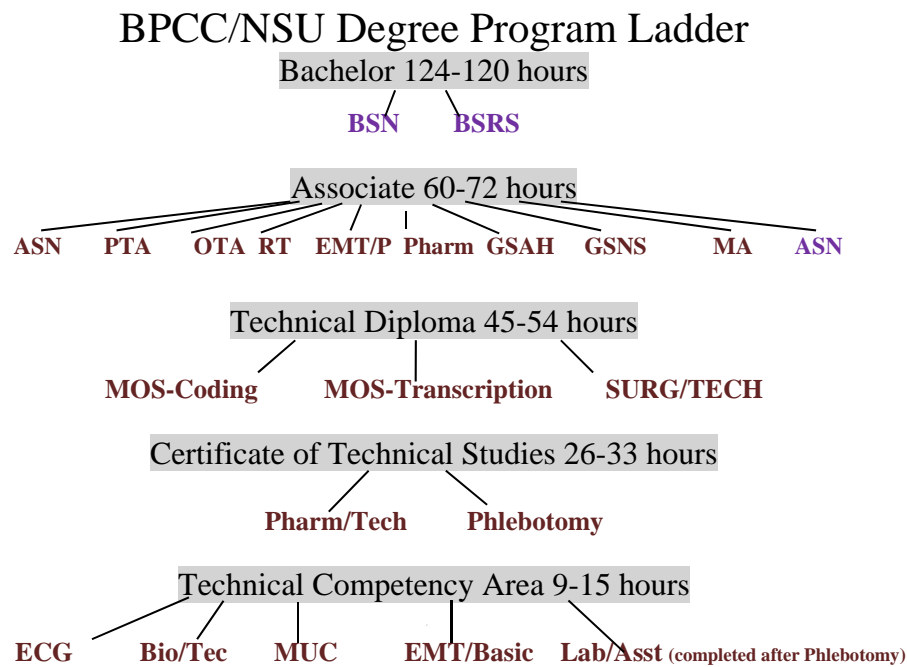 BPCC/NSU Degree Program Ladder
Bachelor 124-120 hours
BSN BSRS
Associate 60-72 hours
ASN PTA OTA RT EMT/P Pharm GSAH GSNS MA ASN
Technical Diploma 45-54 hours
MOS-Coding MOS-Transcription SURG/TECH
Certificate of Technical Studies 26-33 hours
Pharm/Tech Phlebotomy
Technical Competency Area 9-15 hours
ECG Bio/Tec MUC EMT/Basic Lab/Asst (completed after Phlebotomy)